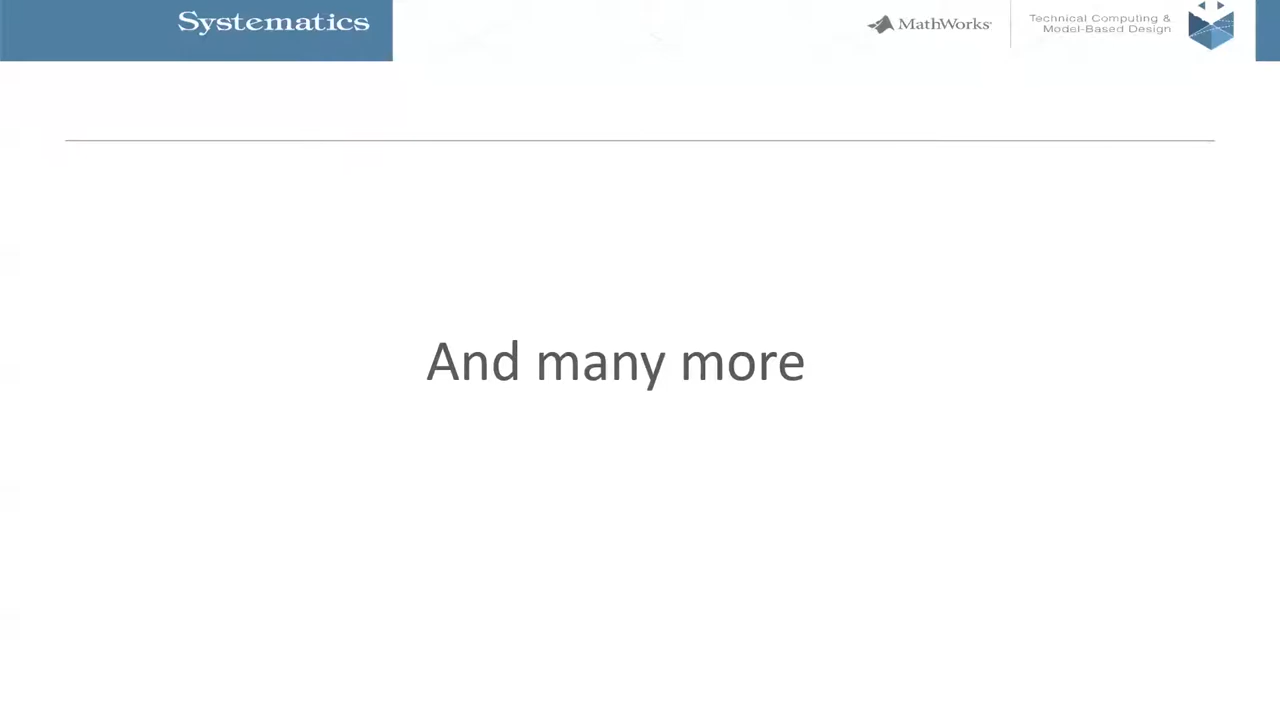 Systematics
MathWorks
Technical Computing &
Model-Based Design
And many more